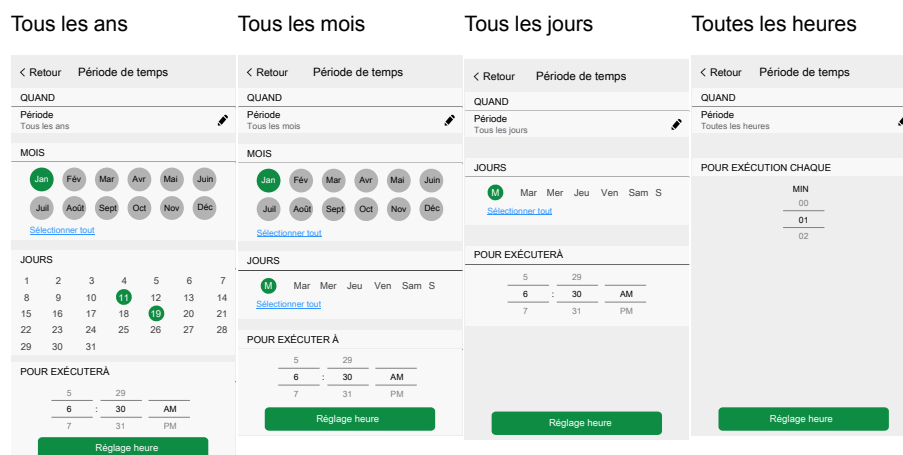 Tous les ans
< Retour Période de temps
QUAND
Période
Tous les ans
MOIS
Jan Fév Mar Avr Mai Juin
Juil Août Sept Oct Nov Déc
Sélectionner tout
JOURS
1 2 3 4 5 6 7
8 9 10 11 12 13 14
15 16 17 18 19 20 21
22 23 24 25 26 27 28
29 30 31
POUR EXÉCUTERÀ
5 29
6 : 30 AM
7 31 PM
Réglage heure
Tous les mois
< Retour Période de temps
QUAND
Période
Tous les mois
MOIS
Jan Fév Mar Avr Mai Juin
Juil Août Sept Oct Nov Déc
Sélectionner tout
JOURS
M Mar Mer Jeu Ven Sam S
Sélectionner tout
POUR EXÉCUTER À
5 29
6 : 30 AM
7 31 PM
Réglage heure
Tous les jours
< Retour Période de temps
QUAND
Période
Tous les jours
JOURS
M Mar Mer Jeu Ven Sam S
Sélectionner tout
POUR EXÉCUTERÀ
5 29
6 : 30 AM
7 31 PM
Réglage heure
Toutes les heures
< Retour Période de temps
QUAND
Période
Toutes les heures
POUR EXÉCUTION CHAQUE
MIN
00
01
02
Réglage heure